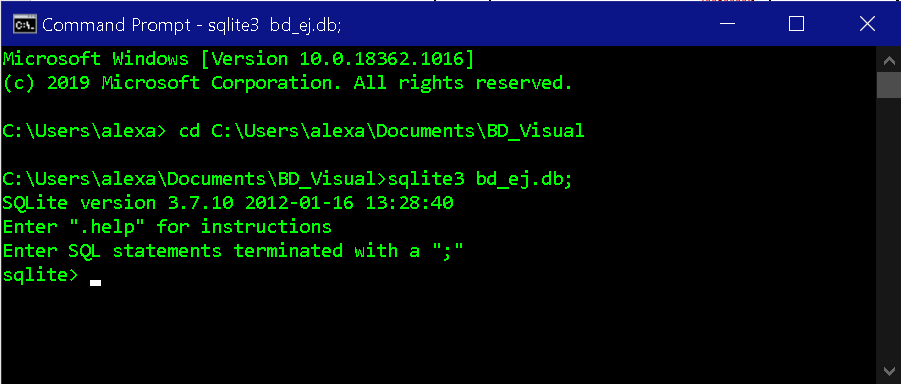 Command Prompt - sqlite3  bd_ej.db;
Microsoft Windows [Version 10.0.18362.1016]
(c) 2019 Microsoft Corporation. All rights reserved.
C:\Users\alexa> cd C:\Users\alexa\Documents\BD_Visual
C:\Users\alexa\Documents\BD_Visual>sqlite3 bd_ej.db;
SQLite version 3.7.10 2012-01-16 13:28:40
Enter ".help" for instructions
Enter SQL statements terminated with a ";"
sqlite>